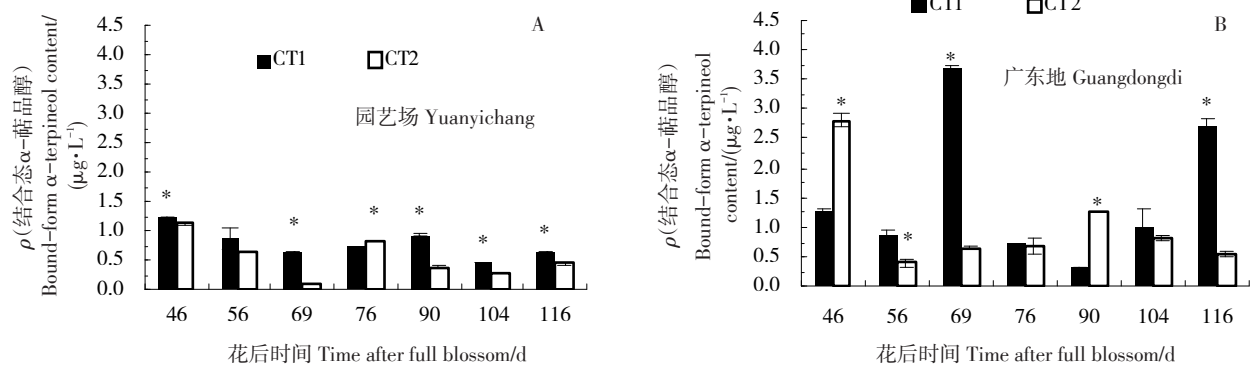 ρ(结合态α-萜品醇)
Bound-form α-terpineol content/
(μg·L⁻¹)
4.5
4.0
3.5
3.0
2.5
2.0
1.5
1.0
0.5
0.0
A
CT1 CT2
园艺场 Yuanyichang
*
*
*
*
*
*
46 56 69 76 90 104 116
花后时间 Time after full blossom/d
ρ(结合态α-萜品醇)
Bound-form α-terpineol
content/(μg·L⁻¹)
4.5
4.0
3.5
3.0
2.5
2.0
1.5
1.0
0.5
0.0
CT1 CT2
B
广东地 Guangdongdi
*
*
*
*
*
46 56 69 76 90 104 116
花后时间 Time after full blossom/d